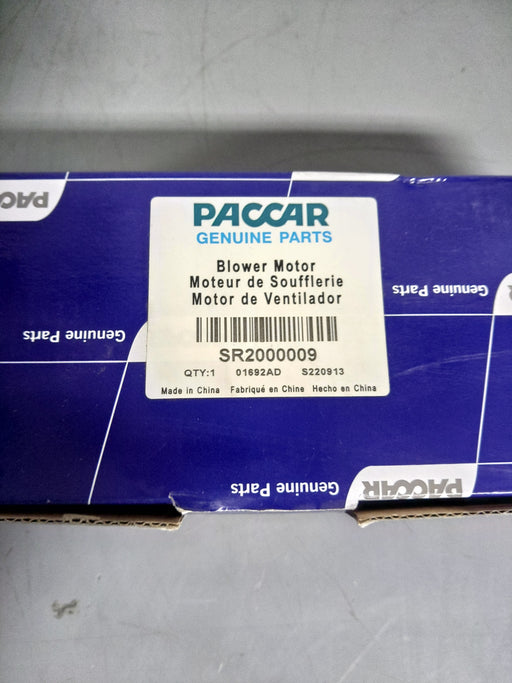 PACCAR
PACCAR
GENUINE PARTS
Blower Motor
Moteur de Soufflerie
Motor de Ventilador
SR2000009
QTY:1 01692AD S220913
Made in China Fabriqué en Chine Hecho en China
Genuine Parts
Genuine Parts
Genuine Parts
PACCAR